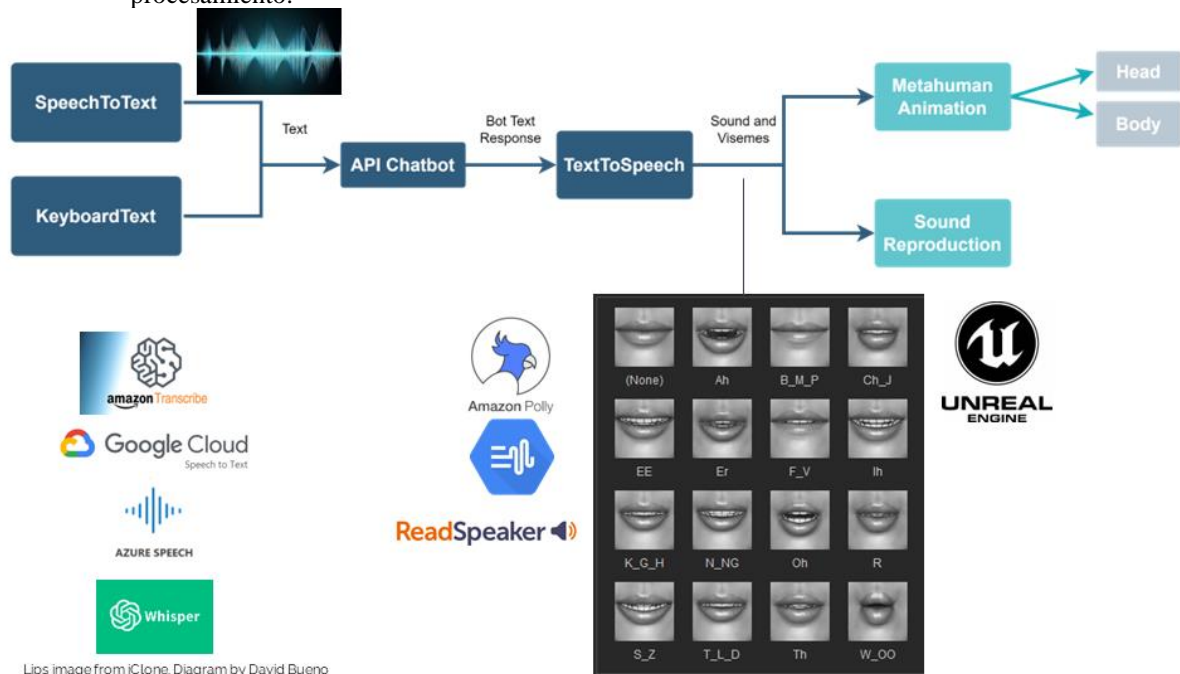 procesamiento.
SpeechToText
KeyboardText
Text
API Chatbot
Bot Text
Response
TextToSpeech
Sound and
Visemes
Metahuman
Animation
Head
Body
Sound
Reproduction
amazon Transcribe
Google Cloud
Speech to Text
AZURE SPEECH
Whisper
Amazon Polly
ReadSpeaker
(None) Ah B_M_P Ch_J
EE Er F_V Ih
K_G_H N_NG Oh R
S_Z T_L_D Th W_OO
UNREAL
ENGINE
Lips image from iClone. Diagram by David Bueno